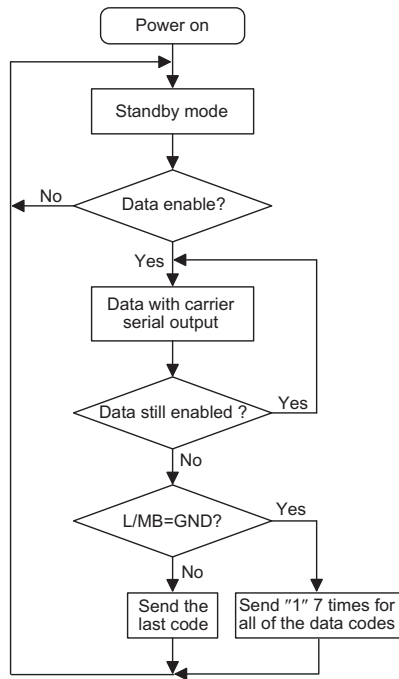 Power on
Standby mode
No
Data enable?
Yes
Data with carrier
serial output
Data still enabled ?
Yes
No
L/MB=GND?
Yes
No
Send the
last code
Send ″1″ 7 times for
all of the data codes